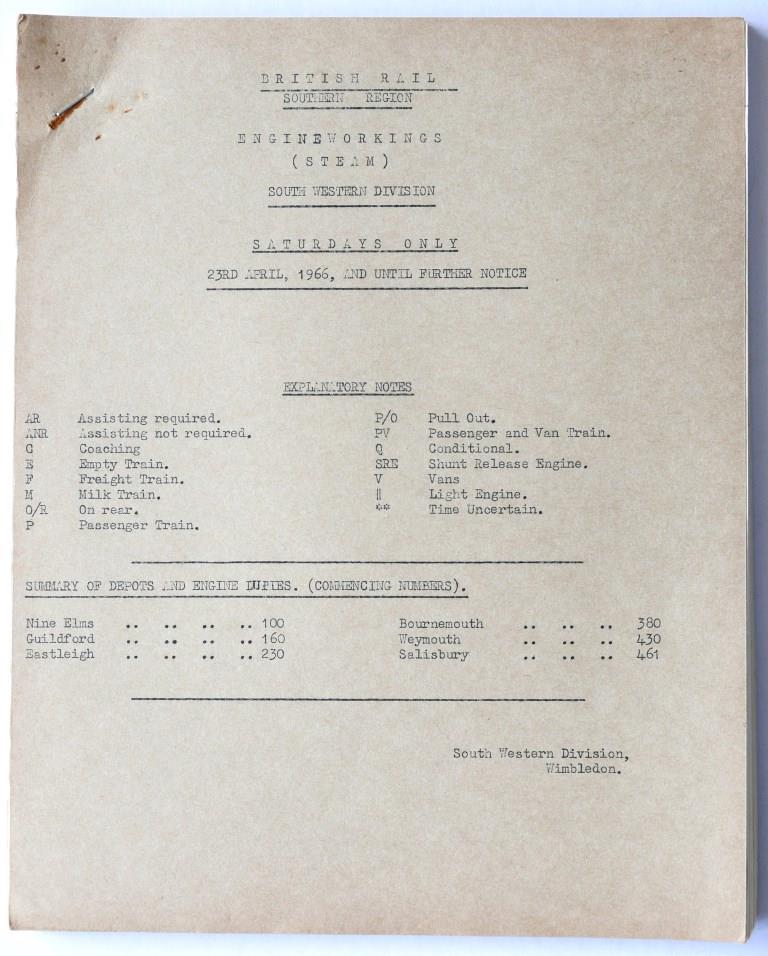 BRITISH RAIL
SOUTHERN REGION
ENGINEWORKINGS
(STEAM)
SOUTH WESTERN DIVISION
SATURDAYS ONLY
23RD APRIL, 1966, AND UNTIL FURTHER NOTICE
EXPLANATORY NOTES
AR Assisting required. P/O Pull Out.
ANR Assisting not required. PV Passenger and Van Train.
C Coaching Q Conditional.
E Empty Train. SRE Shunt Release Engine.
F Freight Train. V Vans
M Milk Train. || Light Engine.
O/R On rear. ** Time Uncertain.
P Passenger Train.
SUMMARY OF DEPOTS AND ENGINE DUTIES. (COMMENCING NUMBERS).
Nine Elms .. .. .. .. 100 Bournemouth .. .. .. 380
Guildford .. .. .. .. 160 Weymouth .. .. .. 430
Eastleigh .. .. .. .. 230 Salisbury .. .. .. 461
South Western Division,
Wimbledon.